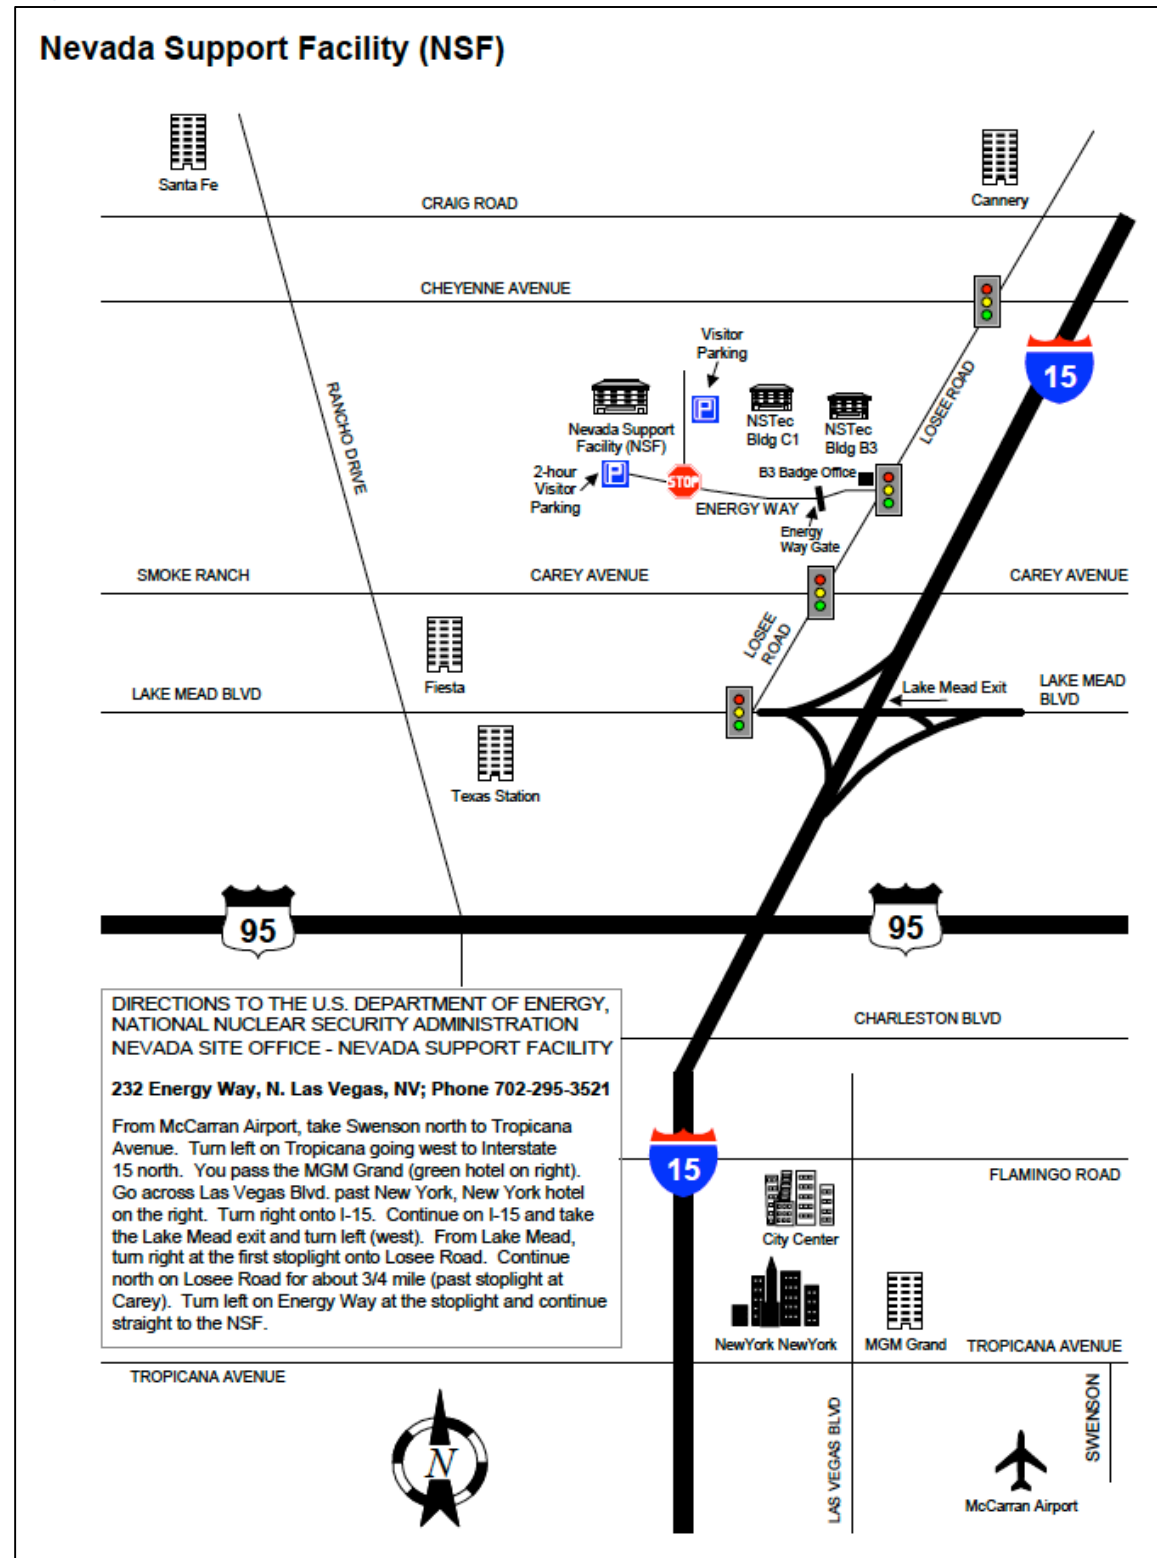 Nevada Support Facility (NSF)
Santa Fe
Cannery
CRAIG ROAD
CHEYENNE AVENUE
15
Visitor
Parking
RANCHO DRIVE
LOSEE ROAD
P
Nevada Support
Facility (NSF)
NSTec
Bldg C1
NSTec
Bldg B3
2-hour
Visitor
Parking
P
STOP
B3 Badge Office
ENERGY WAY
Energy
Way Gate
SMOKE RANCH
CAREY AVENUE
CAREY AVENUE
LOSEE
ROAD
Fiesta
LAKE MEAD BLVD
Lake Mead Exit
LAKE MEAD
BLVD
Texas Station
95
95
DIRECTIONS TO THE U.S. DEPARTMENT OF ENERGY,
NATIONAL NUCLEAR SECURITY ADMINISTRATION
NEVADA SITE OFFICE - NEVADA SUPPORT FACILITY
232 Energy Way, N. Las Vegas, NV; Phone 702-295-3521
From McCarran Airport, take Swenson north to Tropicana
Avenue. Turn left on Tropicana going west to Interstate
15 north. You pass the MGM Grand (green hotel on right).
Go across Las Vegas Blvd. past New York, New York hotel
on the right. Turn right onto I-15. Continue on I-15 and take
the Lake Mead exit and turn left (west). From Lake Mead,
turn right at the first stoplight onto Losee Road. Continue
north on Losee Road for about 3/4 mile (past stoplight at
Carey). Turn left on Energy Way at the stoplight and continue
straight to the NSF.
CHARLESTON BLVD
15
FLAMINGO ROAD
City Center
NewYork NewYork
MGM Grand
TROPICANA AVENUE
TROPICANA AVENUE
N
LAS VEGAS BLVD
SWENSON
McCarran Airport